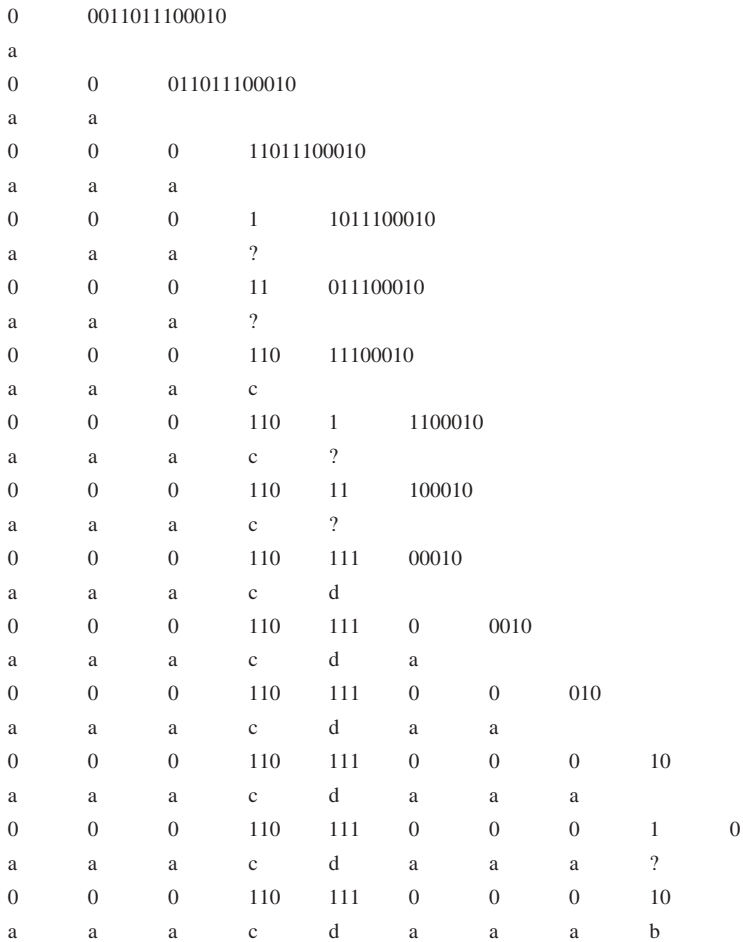 0 0011011100010
a
0 0 011011100010
a a
0 0 0 11011100010
a a a
0 0 0 1 1011100010
a a a ?
0 0 0 11 011100010
a a a ?
0 0 0 110 11100010
a a a c
0 0 0 110 1 1100010
a a a c ?
0 0 0 110 11 100010
a a a c ?
0 0 0 110 111 00010
a a a c d
0 0 0 110 111 0 0010
a a a c d a
0 0 0 110 111 0 0 010
a a a c d a a
0 0 0 110 111 0 0 0 10
a a a c d a a a
0 0 0 110 111 0 0 0 1 0
a a a c d a a a ?
0 0 0 110 111 0 0 0 10
a a a c d a a a b